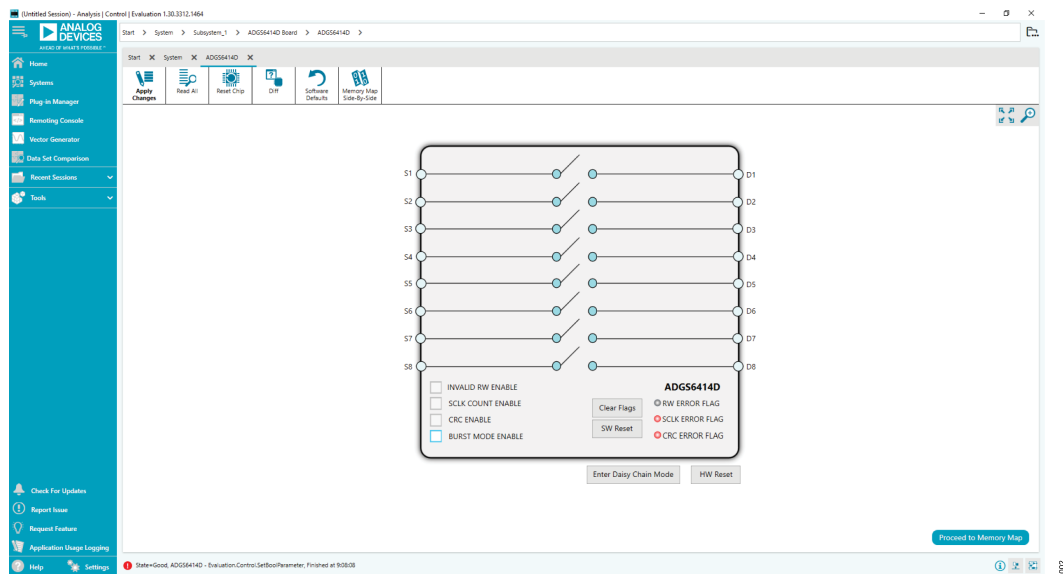 (Untitled Session) - Analysis | Control | Evaluation 1.30.3312.1464
ANALOG
DEVICES
AHEAD OF WHAT'S POSSIBLE™
Start > System > Subsystem_1 > ADGS6414D Board > ADGS6414D >
Home
Systems
Plug-in Manager
Remoting Console
Vector Generator
Data Set Comparison
Recent Sessions
Tools
Start X System X ADGS6414D X
Apply Changes
Read All
Reset Chip
Diff
Software Defaults
Memory Map Side-By-Side
S1 D1
S2 D2
S3 D3
S4 D4
S5 D5
S6 D6
S7 D7
S8 D8
INVALID RW ENABLE
SCLK COUNT ENABLE
CRC ENABLE
BURST MODE ENABLE
Clear Flags
SW Reset
ADGS6414D
RW ERROR FLAG
SCLK ERROR FLAG
CRC ERROR FLAG
Enter Daisy Chain Mode
HW Reset
Proceed to Memory Map
Check For Updates
Report Issue
Request Feature
Application Usage Logging
Help
Settings
State=Good, ADGS6414D - Evaluation.Control.SetBoolParameter, Finished at 9:08:08